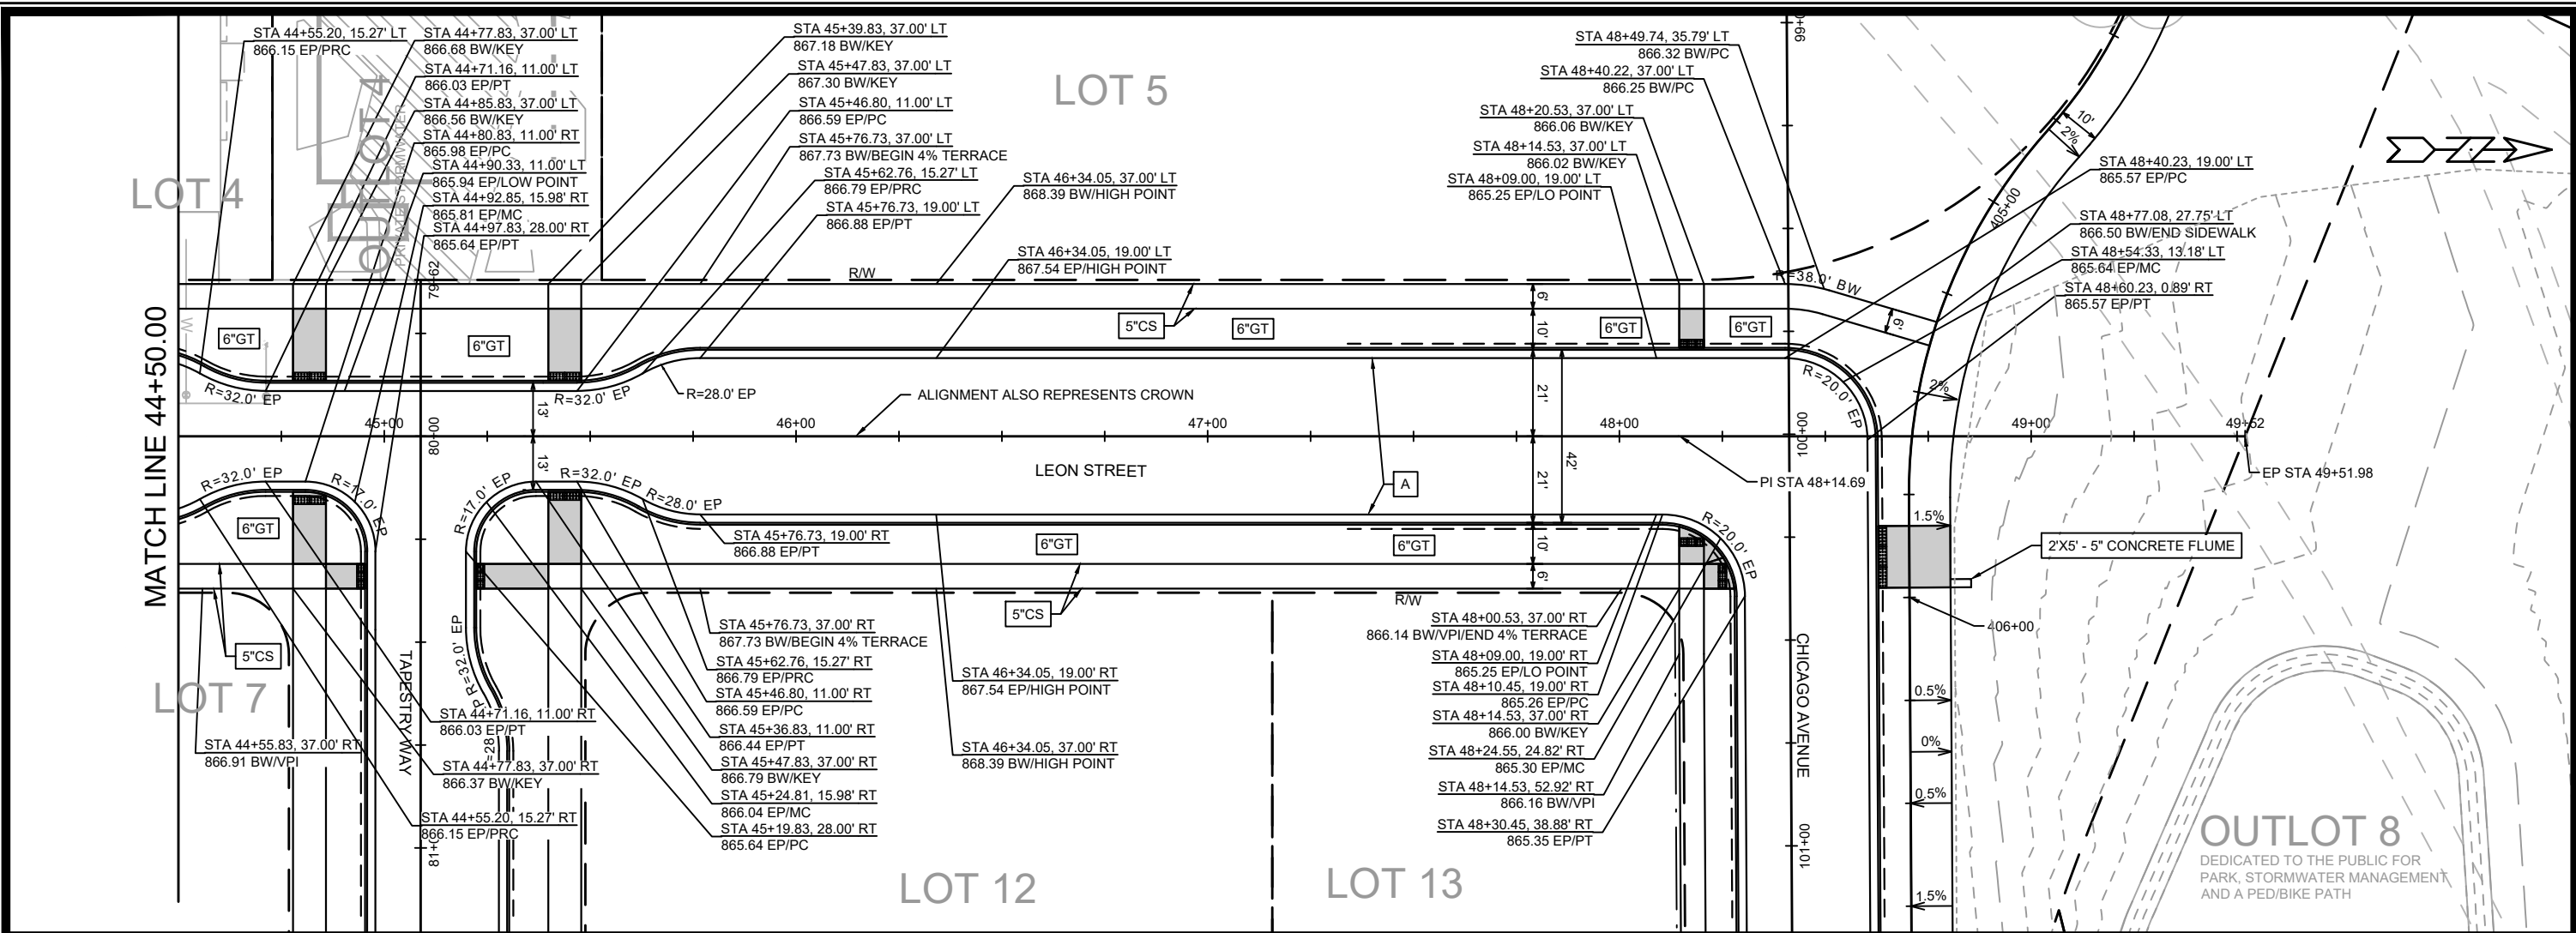 STA 44+55.20, 15.27' LT
866.15 EP/PRC
STA 44+77.83, 37.00' LT
866.68 BW/KEY
STA 44+71.16, 11.00' LT
866.03 EP/PT
STA 44+85.83, 37.00' LT
866.56 BW/KEY
STA 44+80.83, 11.00' RT
865.98 EP/PC
STA 44+90.33, 11.00' LT
865.94 EP/LOW POINT
STA 44+92.85, 15.98' RT
865.81 EP/MC
STA 44+97.83, 28.00' RT
865.64 EP/PT
STA 45+39.83, 37.00' LT
867.18 BW/KEY
STA 45+47.83, 37.00' LT
867.30 BW/KEY
STA 45+46.80, 11.00' LT
866.59 EP/PC
STA 45+76.73, 37.00' LT
867.73 BW/BEGIN 4% TERRACE
STA 45+62.76, 15.27' LT
866.79 EP/PRC
STA 45+76.73, 19.00' LT
866.88 EP/PT
STA 46+34.05, 37.00' LT
868.39 BW/HIGH POINT
STA 46+34.05, 19.00' LT
867.54 EP/HIGH POINT
LOT 5
STA 48+49.74, 35.79' LT
866.32 BW/PC
STA 48+40.22, 37.00' LT
866.25 BW/PC
STA 48+20.53, 37.00' LT
866.06 BW/KEY
STA 48+14.53, 37.00' LT
866.02 BW/KEY
STA 48+09.00, 19.00' LT
865.25 EP/LO POINT
99+0
10'
2%
405+00
STA 48+40.23, 19.00' LT
865.57 EP/PC
STA 48+77.08, 27.75' LT
866.50 BW/END SIDEWALK
STA 48+54.33, 13.18' LT
865.64 EP/MC
STA 48+60.23, 0.89' RT
865.57 EP/PT
Z
LOT 4
OUTLOT 4
PRIVATE STORMWATER
79+62
R/W
R=38.0' BW
W
6"GT
6"GT
5"CS
6"GT
6"GT
6"GT
6'
10'
6'
R=32.0' EP
R=32.0' EP
R=28.0' EP
R=20.0' EP
2%
MATCH LINE 44+50.00
13'
ALIGNMENT ALSO REPRESENTS CROWN
21'
45+00
80+00
46+00
47+00
48+00
100+00
49+00
49+52
13'
LEON STREET
21'
42'
A
PI STA 48+14.69
EP STA 49+51.98
R=32.0' EP
R=17.0' EP
R=17.0' EP
R=32.0' EP
R=28.0' EP
R=20.0' EP
6"GT
STA 45+76.73, 19.00' RT
866.88 EP/PT
6"GT
6"GT
10'
6'
1.5%
2'X5' - 5" CONCRETE FLUME
5"CS
R/W
406+00
5"CS
R=32.0' EP
STA 45+76.73, 37.00' RT
867.73 BW/BEGIN 4% TERRACE
STA 45+62.76, 15.27' RT
866.79 EP/PRC
STA 45+46.80, 11.00' RT
866.59 EP/PC
STA 45+36.83, 11.00' RT
866.44 EP/PT
STA 45+47.83, 37.00' RT
866.79 BW/KEY
STA 45+24.81, 15.98' RT
866.04 EP/MC
STA 45+19.83, 28.00' RT
865.64 EP/PC
STA 46+34.05, 19.00' RT
867.54 EP/HIGH POINT
STA 46+34.05, 37.00' RT
868.39 BW/HIGH POINT
STA 48+00.53, 37.00' RT
866.14 BW/VPI/END 4% TERRACE
STA 48+09.00, 19.00' RT
865.25 EP/LO POINT
STA 48+10.45, 19.00' RT
865.26 EP/PC
STA 48+14.53, 37.00' RT
866.00 BW/KEY
STA 48+24.55, 24.82' RT
865.30 EP/MC
STA 48+14.53, 52.92' RT
866.16 BW/VPI
STA 48+30.45, 38.88' RT
865.35 EP/PT
LOT 7
TAPESTRY WAY
=28
STA 44+71.16, 11.00' RT
866.03 EP/PT
STA 44+55.83, 37.00' RT
866.91 BW/VPI
STA 44+77.83, 37.00' RT
866.37 BW/KEY
STA 44+55.20, 15.27' RT
866.15 EP/PRC
CHICAGO AVENUE
0.5%
0%
0.5%
1.5%
101+00
LOT 12
LOT 13
OUTLOT 8
DEDICATED TO THE PUBLIC FOR
PARK, STORMWATER MANAGEMENT
AND A PED/BIKE PATH